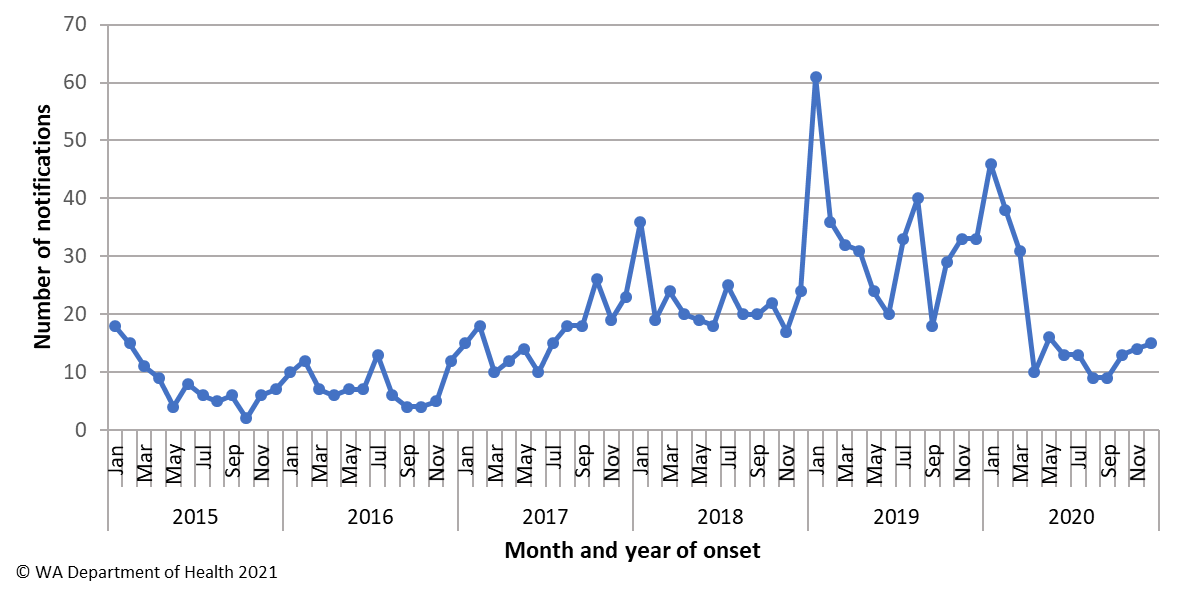 70
60
50
40
30
20
10
0
Number of notifications
Jan Mar May Jul Sep Nov Jan Mar May Jul Sep Nov Jan Mar May Jul Sep Nov Jan Mar May Jul Sep Nov Jan Mar May Jul Sep Nov Jan Mar May Jul Sep Nov
2015 2016 2017 2018 2019 2020
Month and year of onset
© WA Department of Health 2021